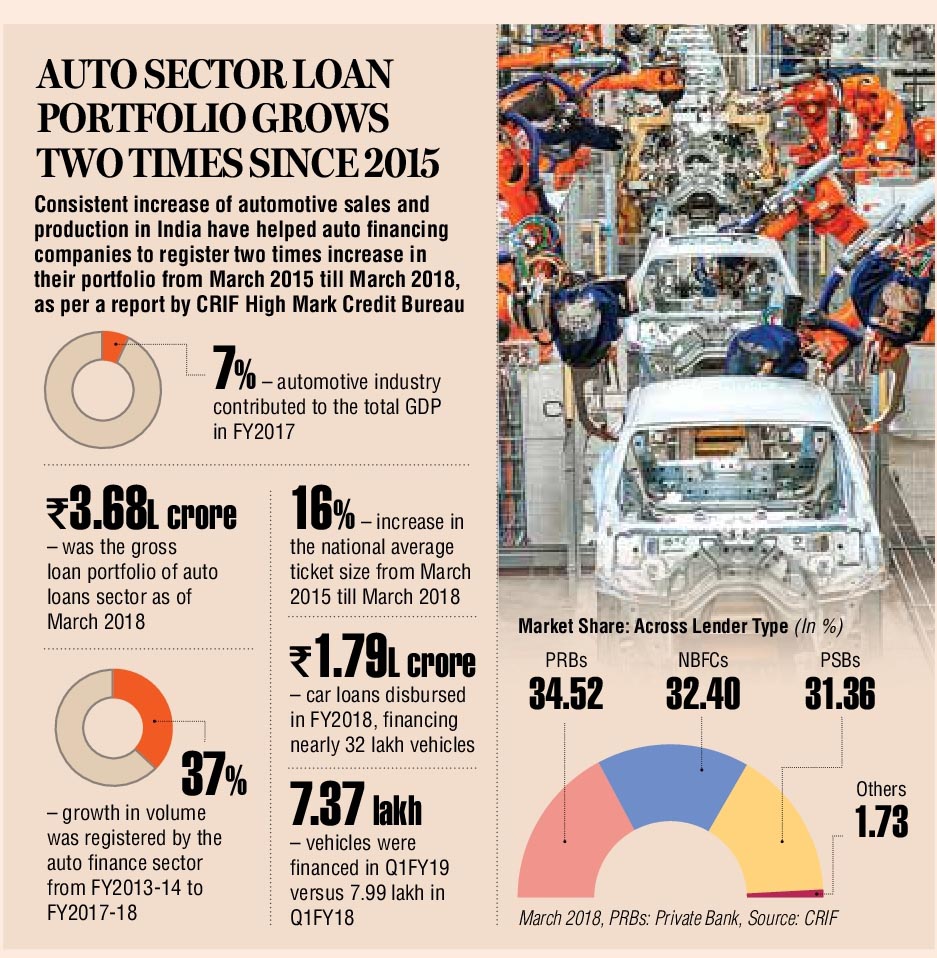 AUTO SECTOR LOAN
PORTFOLIO GROWS
TWO TIMES SINCE 2015
Consistent increase of automotive sales and
production in India have helped auto financing
companies to register two times increase in
their portfolio from March 2015 till March 2018,
as per a report by CRIF High Mark Credit Bureau
7% – automotive industry
contributed to the total GDP
in FY2017
₹3.68L crore
– was the gross
loan portfolio of auto
loans sector as of
March 2018
37%
– growth in volume
was registered by the
auto finance sector
from FY2013-14 to
FY2017-18
16% – increase in
the national average
ticket size from March
2015 till March 2018
₹1.79L crore
– car loans disbursed
in FY2018, financing
nearly 32 lakh vehicles
7.37 lakh
– vehicles were
financed in Q1FY19
versus 7.99 lakh in
Q1FY18
Market Share: Across Lender Type (In %)
PRBs NBFCs PSBs
34.52 32.40 31.36
Others
1.73
March 2018, PRBs: Private Bank, Source: CRIF